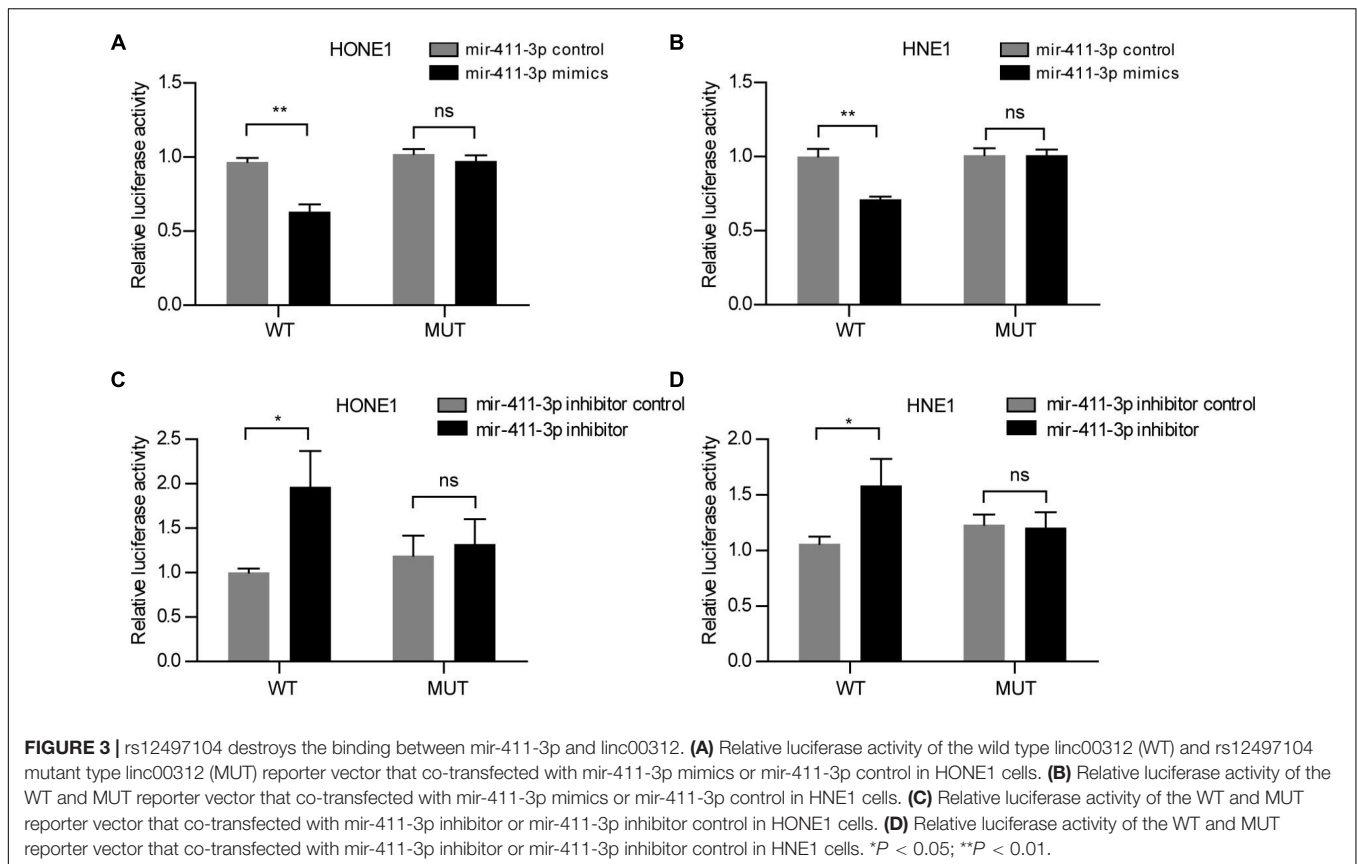 A
HONE1
mir-411-3p control
mir-411-3p mimics
Relative luciferase activity
1.5
1.0
0.5
0.0
**
ns
WT
MUT
B
HNE1
mir-411-3p control
mir-411-3p mimics
Relative luciferase activity
1.5
1.0
0.5
0.0
**
ns
WT
MUT
C
HONE1
mir-411-3p inhibitor control
mir-411-3p inhibitor
Relative luciferase activity
2.5
2.0
1.5
1.0
0.5
0.0
*
ns
WT
MUT
D
HNE1
mir-411-3p inhibitor control
mir-411-3p inhibitor
Relative luciferase activity
2.0
1.5
1.0
0.5
0.0
*
ns
WT
MUT
FIGURE 3 | rs12497104 destroys the binding between mir-411-3p and linc00312. (A) Relative luciferase activity of the wild type linc00312 (WT) and rs12497104
mutant type linc00312 (MUT) reporter vector that co-transfected with mir-411-3p mimics or mir-411-3p control in HONE1 cells. (B) Relative luciferase activity of the
WT and MUT reporter vector that co-transfected with mir-411-3p mimics or mir-411-3p control in HNE1 cells. (C) Relative luciferase activity of the WT and MUT
reporter vector that co-transfected with mir-411-3p inhibitor or mir-411-3p inhibitor control in HONE1 cells. (D) Relative luciferase activity of the WT and MUT
reporter vector that co-transfected with mir-411-3p inhibitor or mir-411-3p inhibitor control in HNE1 cells. *P < 0.05; **P < 0.01.